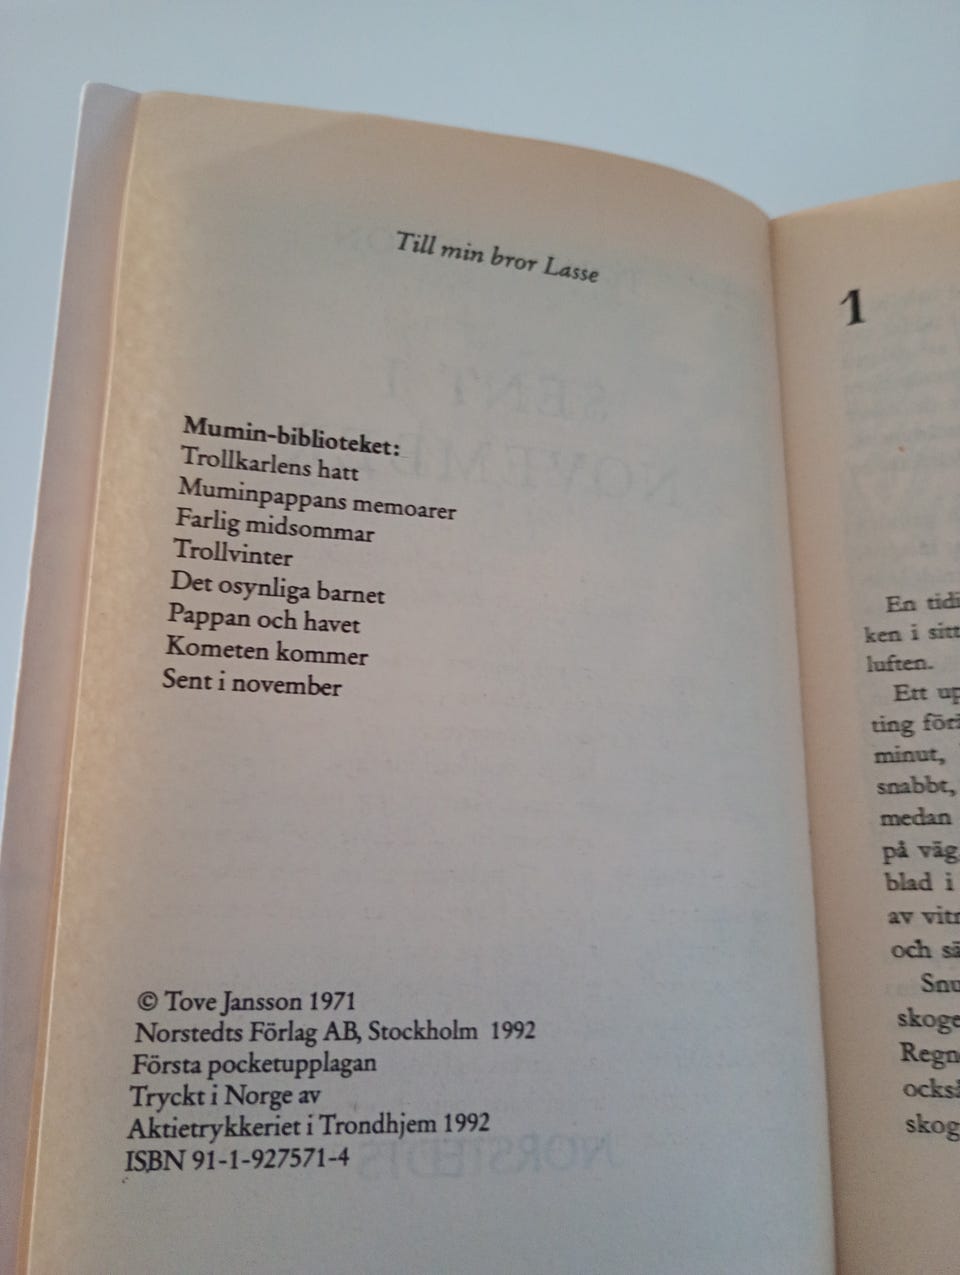 Till min bror Lasse
Mumin-biblioteket:
Trollkarlens hatt
Muminpappans memoarer
Farlig midsommar
Trollvinter
Det osynliga barnet
Pappan och havet
Kometen kommer
Sent i november
© Tove Jansson 1971
Norstedts Förlag AB, Stockholm 1992
Första pocketupplagan
Tryckt i Norge av
Aktietrykkeriet i Trondhjem 1992
ISBN 91-1-927571-4
1
En tidi
ken i sitt
luften.
Ett up
ting för
minut,
snabbt,
medan
på väg
blad i
av vitr
och sä
Snu
skoge
Regn
också
skog